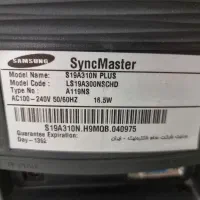 SAMSUNG SyncMaster
Model Name : S19A310N PLUS
Model Code : LS19A300NSCHD
Type No : A119NS
AC100 - 240V 50/60HZ 16.5W
S19A310N.H9MQB.040975
Guarantee Expiration:
Dey - 1392